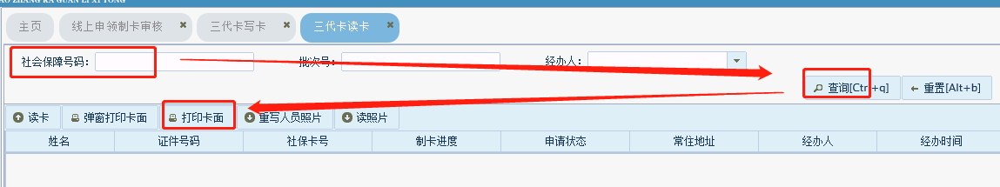 AO ZHANG KA GUAN LI XI TONG
主页 线上申领制卡审核 三代卡写卡 三代卡读卡
社会保障号码： 批次号： 经办人：
查询[Ctrl+q] 重置[Alt+b]
读卡 弹窗打印卡面 打印卡面 重写人员照片 读照片
姓名 证件号码 社保卡号 制卡进度 申请状态 常住地址 经办人 经办时间